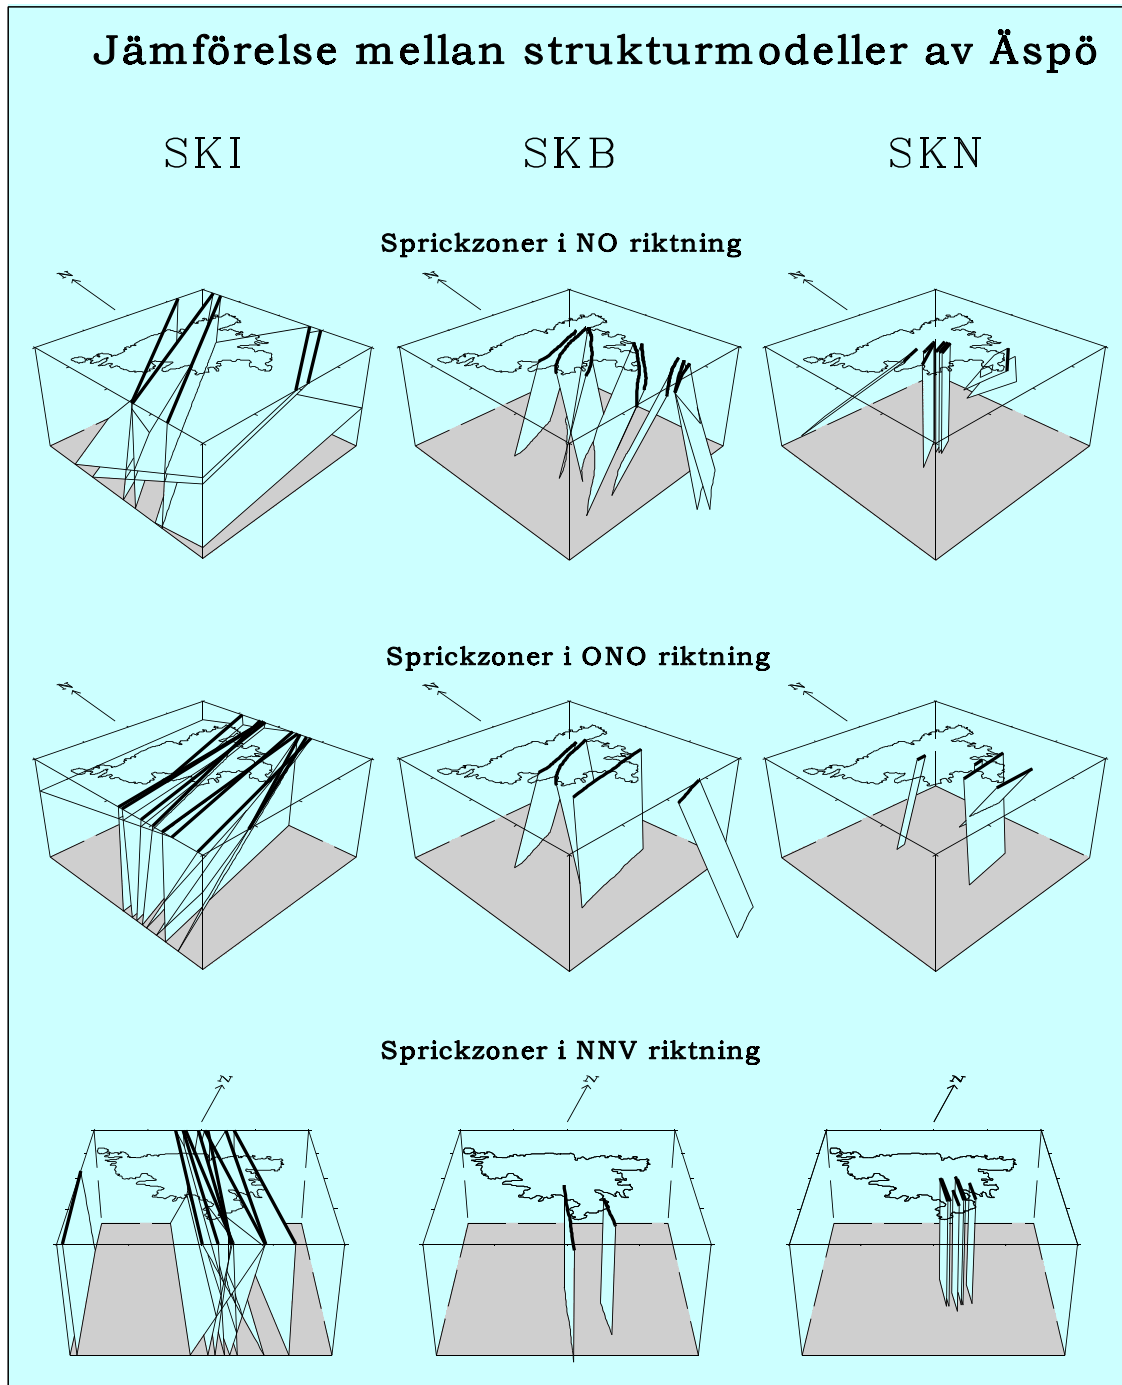 Jämförelse mellan strukturmodeller av Äspö
SKI SKB SKN
Sprickzoner i NO riktning
N N N
Sprickzoner i ONO riktning
N N N
Sprickzoner i NNV riktning
N N N